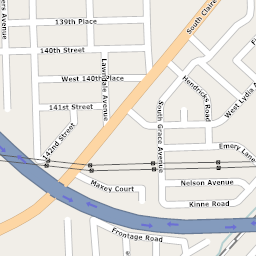 139th Place
South Claire
ers Avenue
140th Street
Lawndale Avenue
West 140th Place
Hendricks Road
141st Street
South Grace Avenue
West Lydia A
142nd Street
Emery Lane
Nelson Avenue
Maxey Court
Kinne Road
Frontage Road